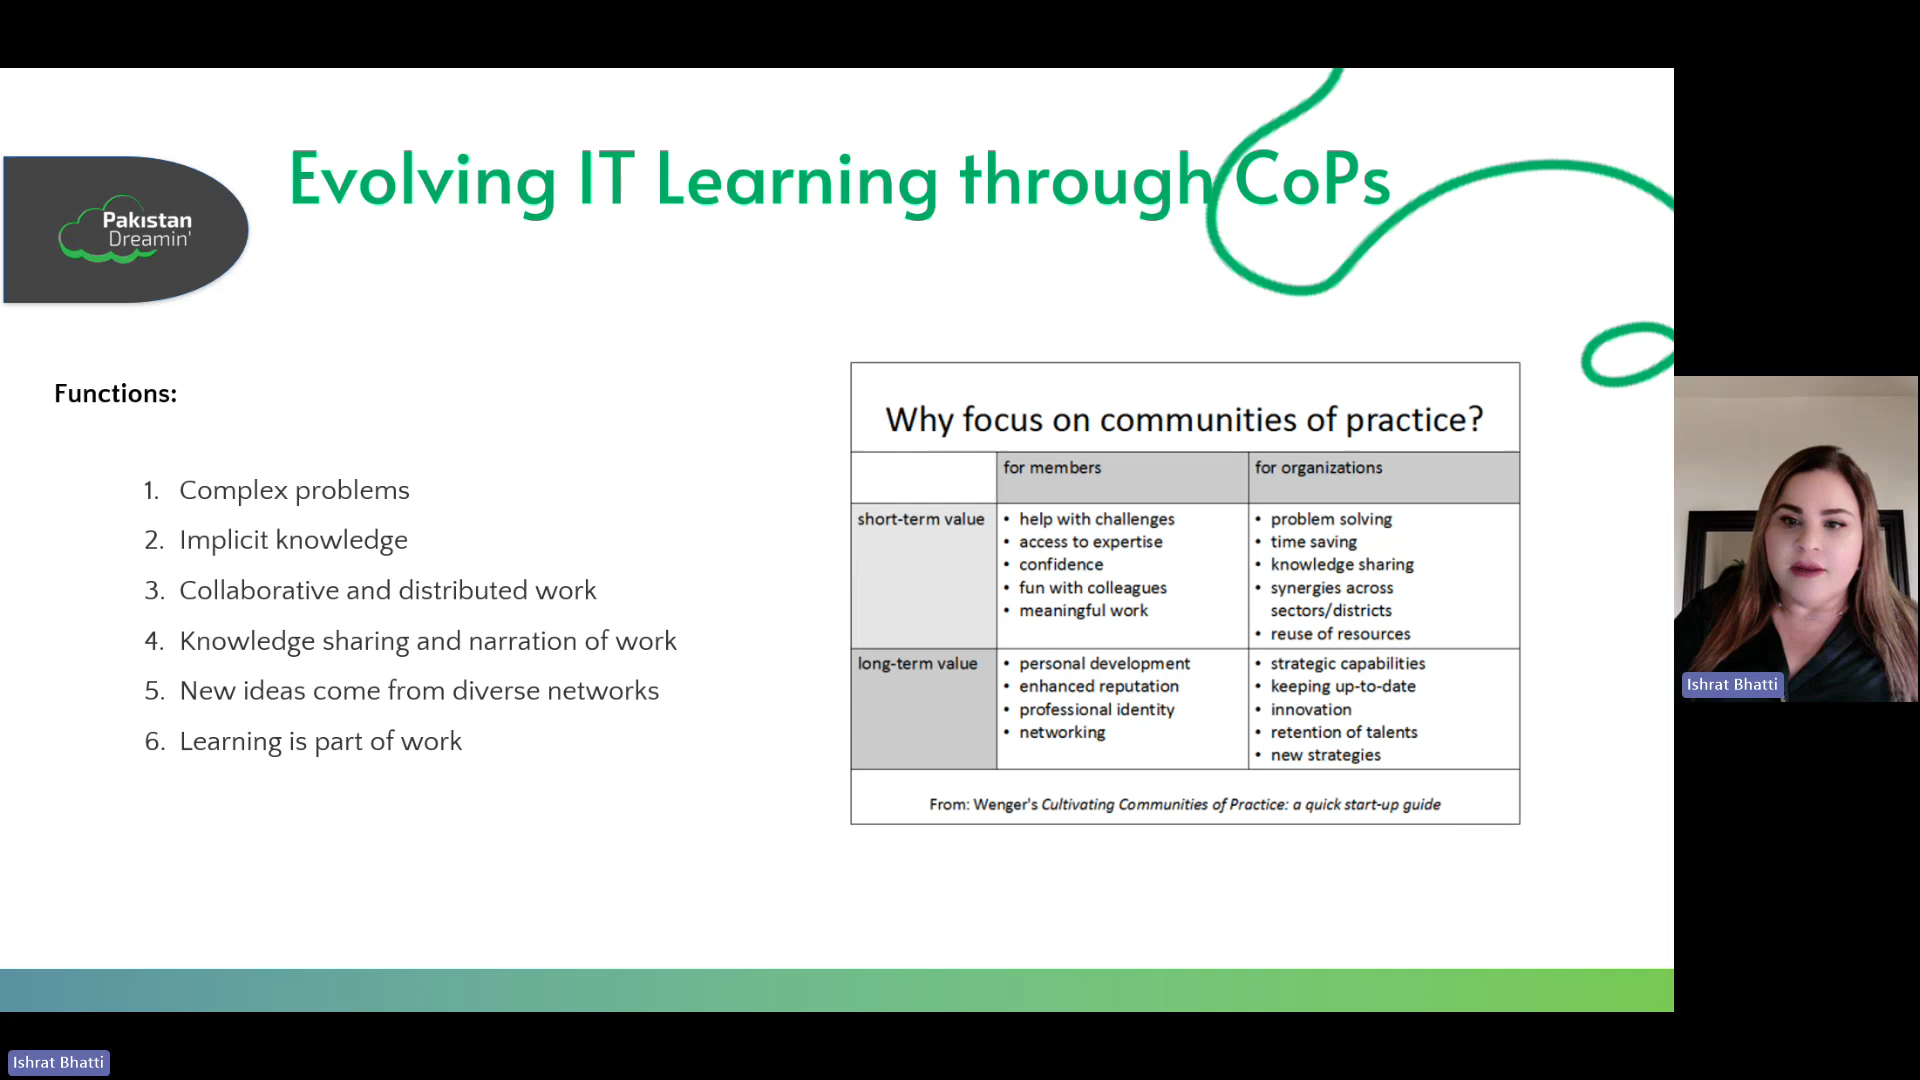 Evolving IT Learning through CoPs
Pakistan
Dreamin'
Functions:
1. Complex problems
2. Implicit knowledge
3. Collaborative and distributed work
4. Knowledge sharing and narration of work
5. New ideas come from diverse networks
6. Learning is part of work
Why focus on communities of practice?
for members
for organizations
short-term value
• help with challenges
• access to expertise
• confidence
• fun with colleagues
• meaningful work
• problem solving
• time saving
• knowledge sharing
• synergies across
sectors/districts
• reuse of resources
long-term value
• personal development
• enhanced reputation
• professional identity
• networking
• strategic capabilities
• keeping up-to-date
• innovation
• retention of talents
• new strategies
From: Wenger's Cultivating Communities of Practice: a quick start-up guide
Ishrat Bhatti
Ishrat Bhatti